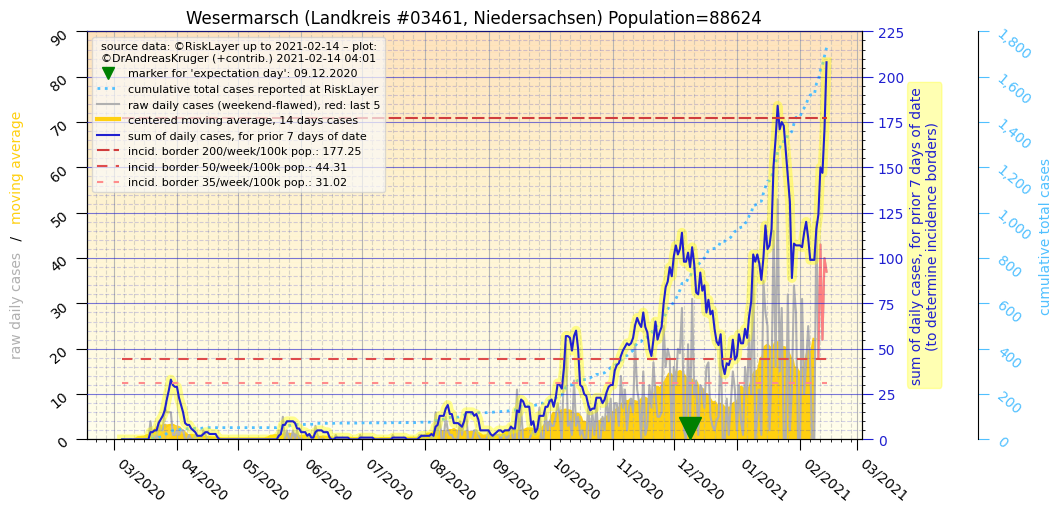 Wesermarsch (Landkreis #03461, Niedersachsen) Population=88624
source data: ©RiskLayer up to 2021-02-14 – plot:
©DrAndreasKruger (+contrib.) 2021-02-14 04:01
marker for 'expectation day': 09.12.2020
cumulative total cases reported at RiskLayer
raw daily cases (weekend-flawed), red: last 5
centered moving average, 14 days cases
sum of daily cases, for prior 7 days of date
incid. border 200/week/100k pop.: 177.25
incid. border 50/week/100k pop.: 44.31
incid. border 35/week/100k pop.: 31.02
raw daily cases / moving average
90
80
70
60
50
40
30
20
10
0
225
200
175
150
125
100
75
50
25
0
sum of daily cases, for prior 7 days of date
(to determine incidence borders)
1,800
1,600
1,400
1,200
1,000
800
600
400
200
0
cumulative total cases
03/2020
04/2020
05/2020
06/2020
07/2020
08/2020
09/2020
10/2020
11/2020
12/2020
01/2021
02/2021
03/2021